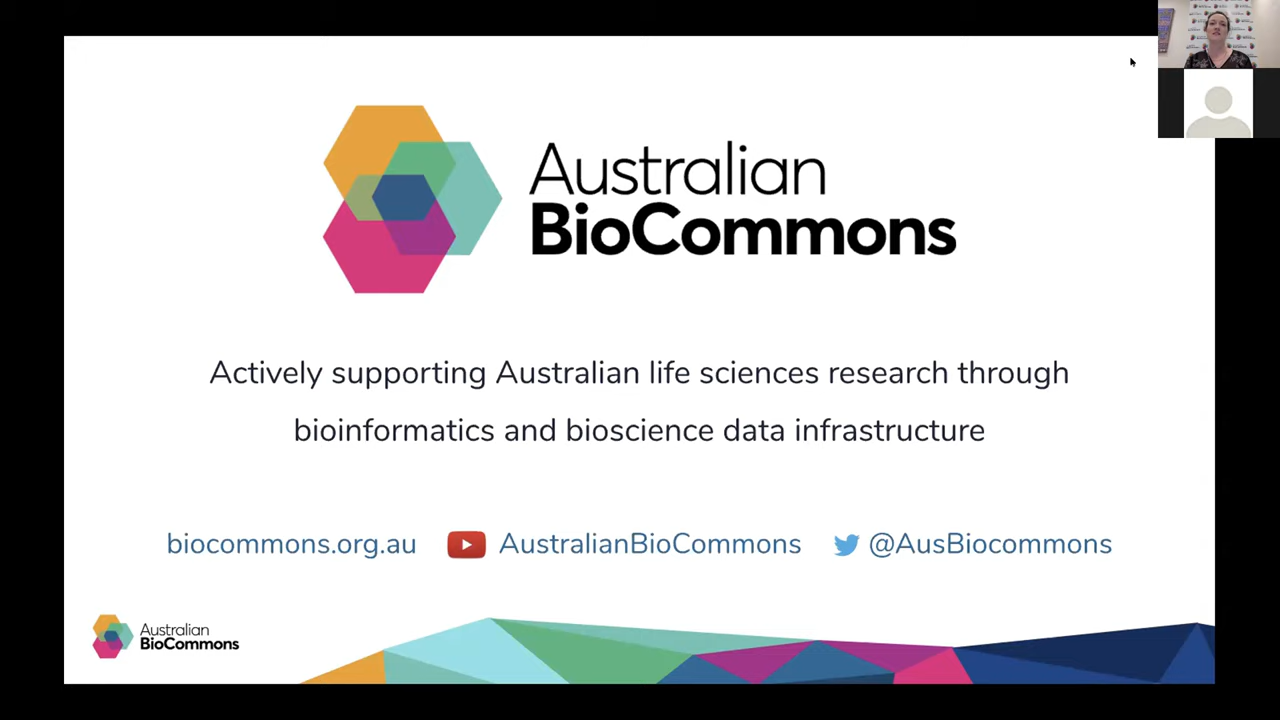 Australian
BioCommons
Actively supporting Australian life sciences research through
bioinformatics and bioscience data infrastructure
biocommons.org.au AustralianBioCommons @AusBiocommons
Australian
BioCommons